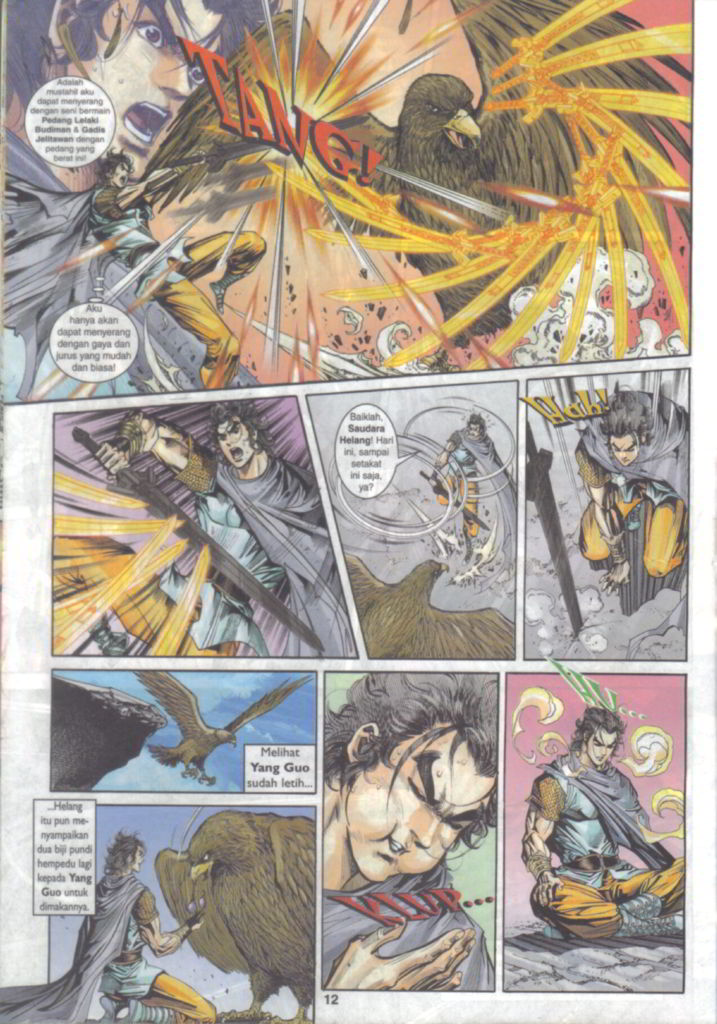 Adalah
mustahil aku
dapat menyerang
dengan seni bermain
Pedang Lelaki
Budiman & Gadis
Jelitawan dengan
pedang yang
berat ini!
TANG!
Aku
hanya akan
dapat menyerang
dengan gaya dan
jurus yang mudah
dan biasa!
Baiklah,
Saudara
Helang! Hari
ini, sampai
setakat
ini saja,
ya?
Hah!
Melihat
Yang Guo
sudah letih...
...Helang
itu pun me-
nyampaikan
dua biji pundi
hempedu lagi
kepada Yang
Guo untuk
dimakannya.
KLUP...
12